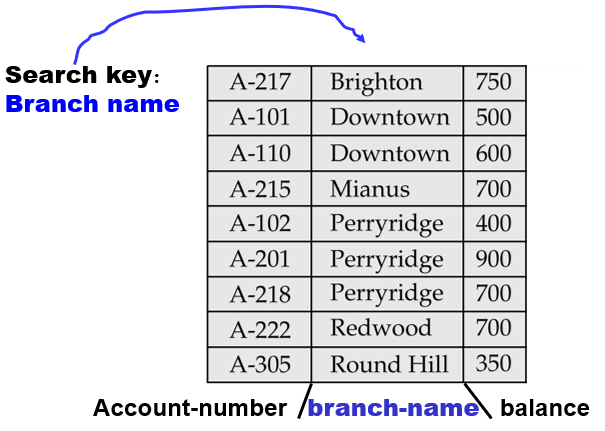 Search key:
Branch name
A-217 Brighton 750
A-101 Downtown 500
A-110 Downtown 600
A-215 Mianus 700
A-102 Perryridge 400
A-201 Perryridge 900
A-218 Perryridge 700
A-222 Redwood 700
A-305 Round Hill 350
Account-number branch-name balance